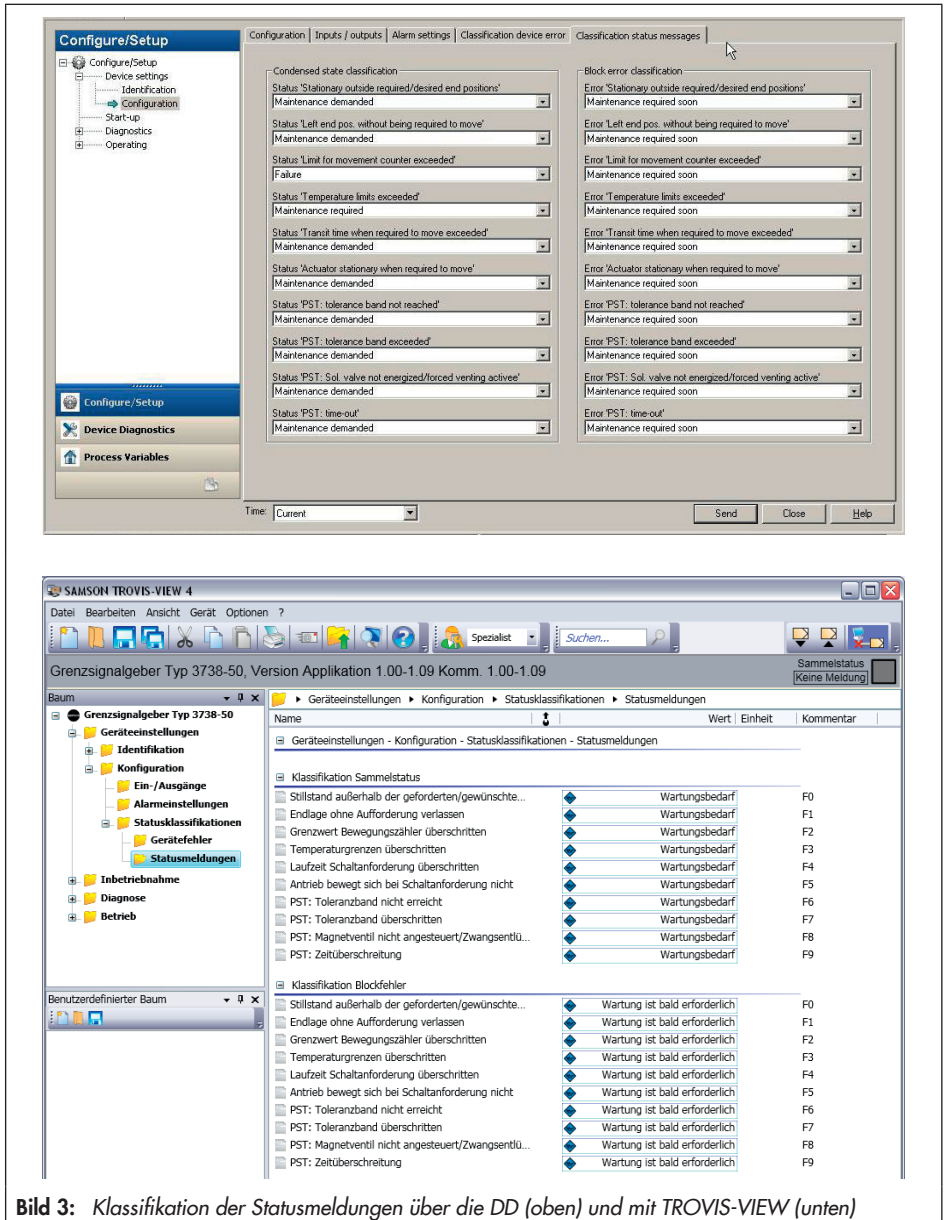 Configure/Setup
Configure/Setup
Device settings
Identification
Configuration
Start-up
Diagnostics
Operating
Configure/Setup
Device Diagnostics
Process Variables
Configuration Inputs / outputs Alarm settings Classification device error Classification status messages
Condensed state classification
Status 'Stationary outside required/desired end positions'
Maintenance demanded
Status 'Left end pos. without being required to move'
Maintenance demanded
Status 'Limit for movement counter exceeded'
Failure
Status 'Temperature limits exceeded'
Maintenance required
Status 'Transit time when required to move exceeded'
Maintenance demanded
Status 'Actuator stationary when required to move'
Maintenance demanded
Status 'PST: tolerance band not reached'
Maintenance demanded
Status 'PST: tolerance band exceeded'
Maintenance demanded
Status 'PST: Sol. valve not energized/forced venting activee'
Maintenance demanded
Status 'PST: time-out'
Maintenance demanded
Block error classification
Error 'Stationary outside required/desired end positions'
Maintenance required soon
Error 'Left end pos. without being required to move'
Maintenance required soon
Error 'Limit for movement counter exceeded'
Maintenance required soon
Error 'Temperature limits exceeded'
Maintenance required soon
Error 'Transit time when required to move exceeded'
Maintenance required soon
Error 'Actuator stationary when required to move'
Maintenance required soon
Error 'PST: tolerance band not reached'
Maintenance required soon
Error 'PST: tolerance band exceeded'
Maintenance required soon
Error 'PST: Sol. valve not energized/forced venting active'
Maintenance required soon
Error 'PST: time-out'
Maintenance required soon
Time: Current Send Close Help
SAMSON TROVIS-VIEW 4
Datei Bearbeiten Ansicht Gerät Optionen ?
Spezialist Suchen...
Grenzsignalgeber Typ 3738-50, Version Applikation 1.00-1.09 Komm. 1.00-1.09
Sammelstatus
Keine Meldung
Baum
Grenzsignalgeber Typ 3738-50
Geräteeinstellungen
Identifikation
Konfiguration
Ein-/Ausgänge
Alarmeinstellungen
Statusklassifikationen
Gerätefehler
Statusmeldungen
Inbetriebnahme
Diagnose
Betrieb
Benutzerdefinierter Baum
Geräteeinstellungen Konfiguration Statusklassifikationen Statusmeldungen
Name Wert Einheit Kommentar
Geräteeinstellungen - Konfiguration - Statusklassifikationen - Statusmeldungen
Klassifikation Sammelstatus
Stillstand außerhalb der geforderten/gewünschte... Wartungsbedarf F0
Endlage ohne Aufforderung verlassen Wartungsbedarf F1
Grenzwert Bewegungszähler überschritten Wartungsbedarf F2
Temperaturgrenzen überschritten Wartungsbedarf F3
Laufzeit Schaltanforderung überschritten Wartungsbedarf F4
Antrieb bewegt sich bei Schaltanforderung nicht Wartungsbedarf F5
PST: Toleranzband nicht erreicht Wartungsbedarf F6
PST: Toleranzband überschritten Wartungsbedarf F7
PST: Magnetventil nicht angesteuert/Zwangsentlü... Wartungsbedarf F8
PST: Zeitüberschreitung Wartungsbedarf F9
Klassifikation Blockfehler
Stillstand außerhalb der geforderten/gewünschte... Wartung ist bald erforderlich F0
Endlage ohne Aufforderung verlassen Wartung ist bald erforderlich F1
Grenzwert Bewegungszähler überschritten Wartung ist bald erforderlich F2
Temperaturgrenzen überschritten Wartung ist bald erforderlich F3
Laufzeit Schaltanforderung überschritten Wartung ist bald erforderlich F4
Antrieb bewegt sich bei Schaltanforderung nicht Wartung ist bald erforderlich F5
PST: Toleranzband nicht erreicht Wartung ist bald erforderlich F6
PST: Toleranzband überschritten Wartung ist bald erforderlich F7
PST: Magnetventil nicht angesteuert/Zwangsentlü... Wartung ist bald erforderlich F8
PST: Zeitüberschreitung Wartung ist bald erforderlich F9
Bild 3: Klassifikation der Statusmeldungen über die DD (oben) und mit TROVIS-VIEW (unten)